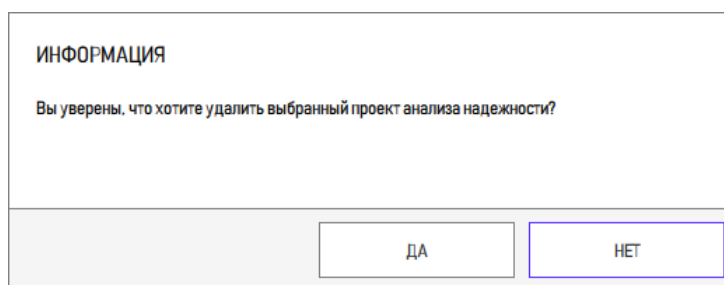 ИНФОРМАЦИЯ
Вы уверены, что хотите удалить выбранный проект анализа надежности?
ДА
НЕТ